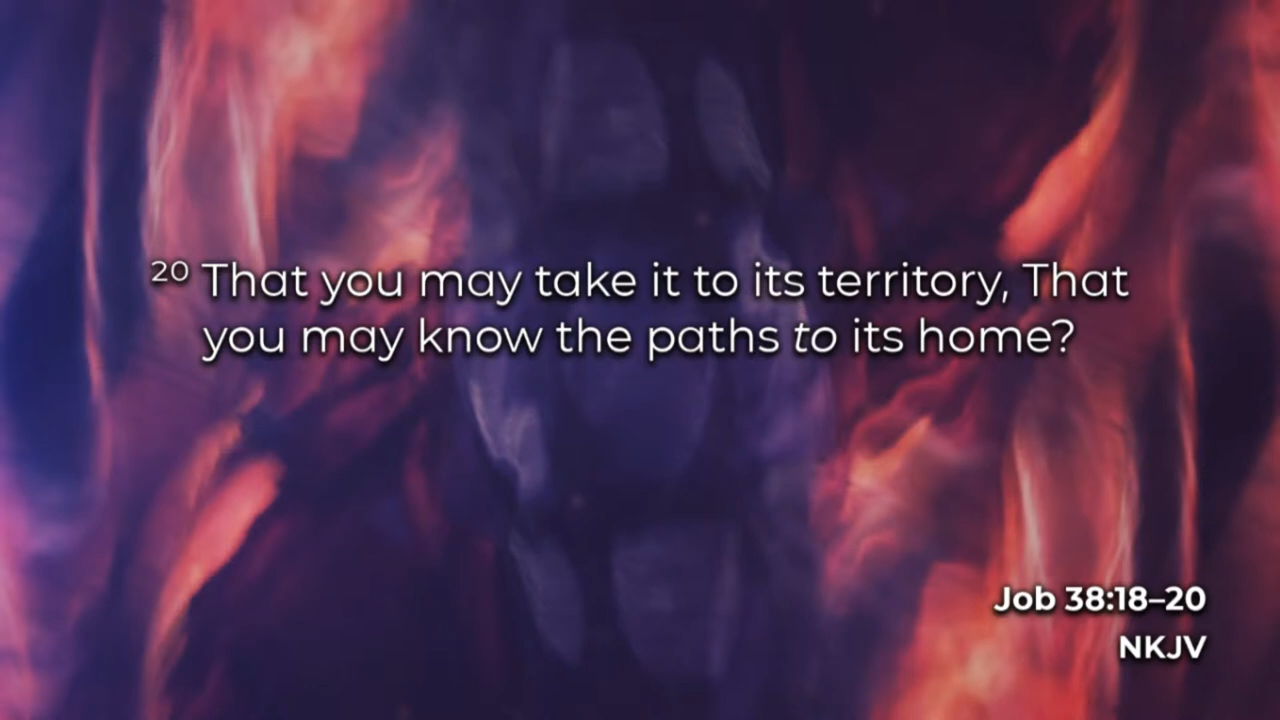 20 That you may take it to its territory, That
you may know the paths to its home?
Job 38:18–20
NKJV